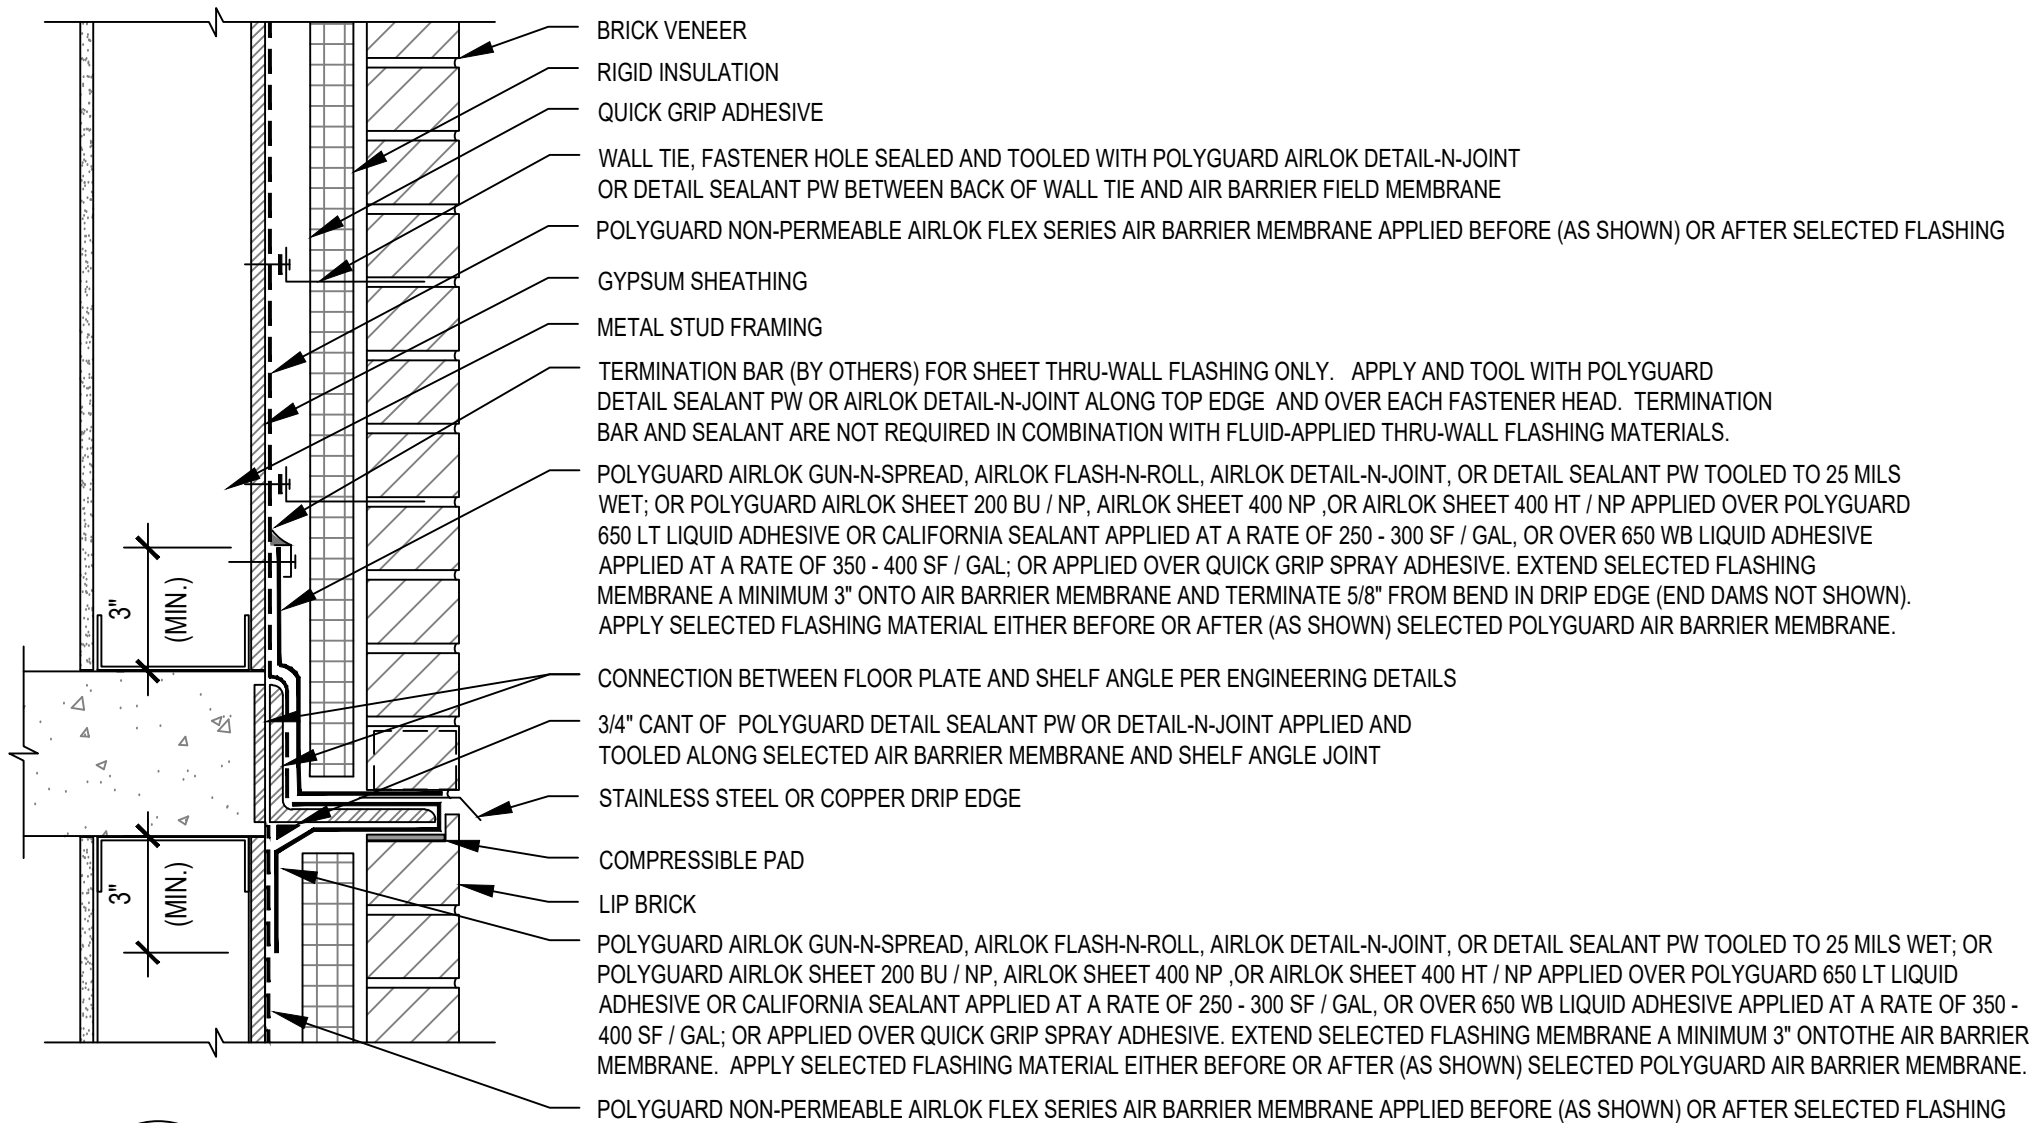 BRICK VENEER
RIGID INSULATION
QUICK GRIP ADHESIVE
WALL TIE, FASTENER HOLE SEALED AND TOOLED WITH POLYGUARD AIRLOK DETAIL-N-JOINT
OR DETAIL SEALANT PW BETWEEN BACK OF WALL TIE AND AIR BARRIER FIELD MEMBRANE
POLYGUARD NON-PERMEABLE AIRLOK FLEX SERIES AIR BARRIER MEMBRANE APPLIED BEFORE (AS SHOWN) OR AFTER SELECTED FLASHING
GYPSUM SHEATHING
METAL STUD FRAMING
TERMINATION BAR (BY OTHERS) FOR SHEET THRU-WALL FLASHING ONLY. APPLY AND TOOL WITH POLYGUARD
DETAIL SEALANT PW OR AIRLOK DETAIL-N-JOINT ALONG TOP EDGE AND OVER EACH FASTENER HEAD. TERMINATION
BAR AND SEALANT ARE NOT REQUIRED IN COMBINATION WITH FLUID-APPLIED THRU-WALL FLASHING MATERIALS.
POLYGUARD AIRLOK GUN-N-SPREAD, AIRLOK FLASH-N-ROLL, AIRLOK DETAIL-N-JOINT, OR DETAIL SEALANT PW TOOLED TO 25 MILS
WET; OR POLYGUARD AIRLOK SHEET 200 BU / NP, AIRLOK SHEET 400 NP ,OR AIRLOK SHEET 400 HT / NP APPLIED OVER POLYGUARD
650 LT LIQUID ADHESIVE OR CALIFORNIA SEALANT APPLIED AT A RATE OF 250 - 300 SF / GAL, OR OVER 650 WB LIQUID ADHESIVE
APPLIED AT A RATE OF 350 - 400 SF / GAL; OR APPLIED OVER QUICK GRIP SPRAY ADHESIVE. EXTEND SELECTED FLASHING
MEMBRANE A MINIMUM 3" ONTO AIR BARRIER MEMBRANE AND TERMINATE 5/8" FROM BEND IN DRIP EDGE (END DAMS NOT SHOWN).
APPLY SELECTED FLASHING MATERIAL EITHER BEFORE OR AFTER (AS SHOWN) SELECTED POLYGUARD AIR BARRIER MEMBRANE.
3"
(MIN.)
CONNECTION BETWEEN FLOOR PLATE AND SHELF ANGLE PER ENGINEERING DETAILS
3/4" CANT OF POLYGUARD DETAIL SEALANT PW OR DETAIL-N-JOINT APPLIED AND
TOOLED ALONG SELECTED AIR BARRIER MEMBRANE AND SHELF ANGLE JOINT
STAINLESS STEEL OR COPPER DRIP EDGE
COMPRESSIBLE PAD
3"
(MIN.)
LIP BRICK
POLYGUARD AIRLOK GUN-N-SPREAD, AIRLOK FLASH-N-ROLL, AIRLOK DETAIL-N-JOINT, OR DETAIL SEALANT PW TOOLED TO 25 MILS WET; OR
POLYGUARD AIRLOK SHEET 200 BU / NP, AIRLOK SHEET 400 NP ,OR AIRLOK SHEET 400 HT / NP APPLIED OVER POLYGUARD 650 LT LIQUID
ADHESIVE OR CALIFORNIA SEALANT APPLIED AT A RATE OF 250 - 300 SF / GAL, OR OVER 650 WB LIQUID ADHESIVE APPLIED AT A RATE OF 350 -
400 SF / GAL; OR APPLIED OVER QUICK GRIP SPRAY ADHESIVE. EXTEND SELECTED FLASHING MEMBRANE A MINIMUM 3" ONTOTHE AIR BARRIER
MEMBRANE. APPLY SELECTED FLASHING MATERIAL EITHER BEFORE OR AFTER (AS SHOWN) SELECTED POLYGUARD AIR BARRIER MEMBRANE.
POLYGUARD NON-PERMEABLE AIRLOK FLEX SERIES AIR BARRIER MEMBRANE APPLIED BEFORE (AS SHOWN) OR AFTER SELECTED FLASHING